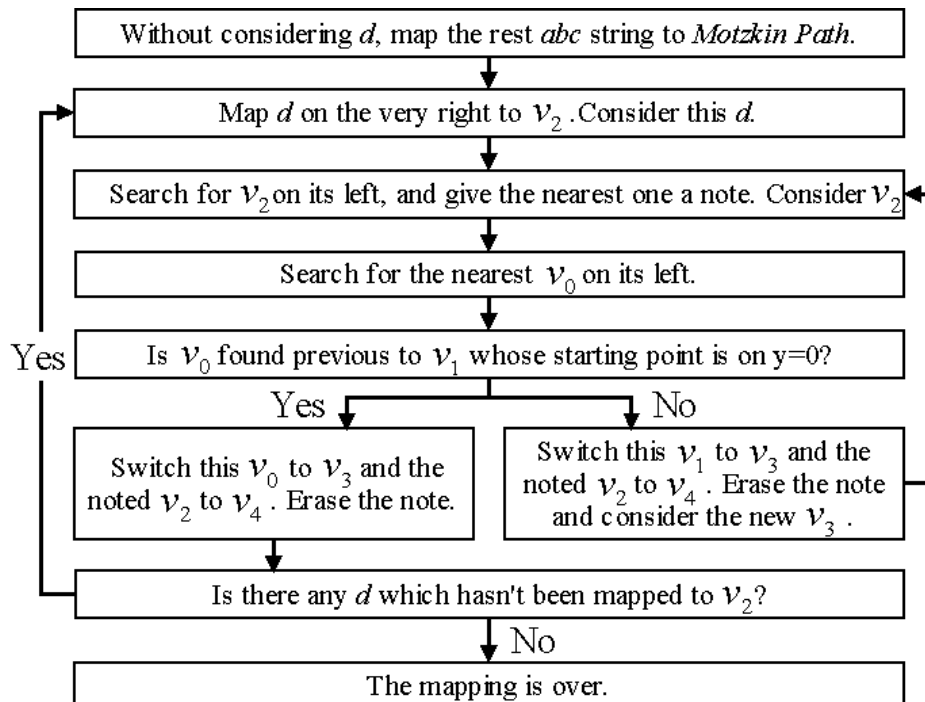 Without considering d, map the rest abc string to Motzkin Path.
Map d on the very right to v₂ .Consider this d.
Search for v₂ on its left, and give the nearest one a note. Consider v₂
Search for the nearest v₀ on its left.
Is v₀ found previous to v₁ whose starting point is on y=0?
Yes
Yes
No
Switch this v₀ to v₃ and the
noted v₂ to v₄ . Erase the note.
Switch this v₁ to v₃ and the
noted v₂ to v₄ . Erase the note
and consider the new v₃ .
Is there any d which hasn't been mapped to v₂?
No
The mapping is over.